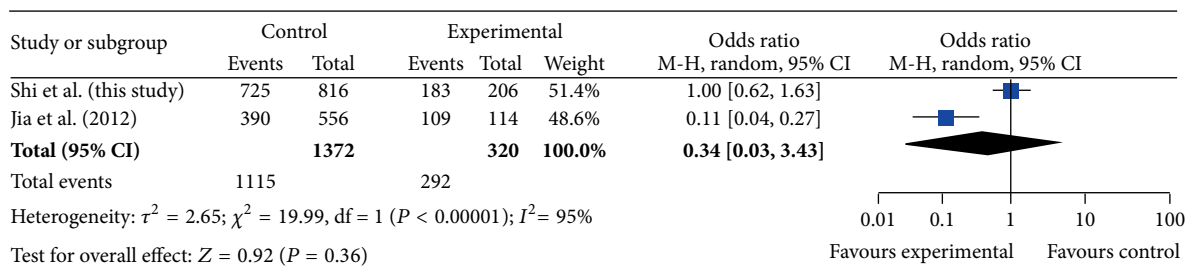 Study or subgroup Control Experimental Odds ratio Odds ratio
Events Total Events Total Weight M-H, random, 95% CI M-H, random, 95% CI
Shi et al. (this study) 725 816 183 206 51.4% 1.00 [0.62, 1.63]
Jia et al. (2012) 390 556 109 114 48.6% 0.11 [0.04, 0.27]
Total (95% CI) 1372 320 100.0% 0.34 [0.03, 3.43]
Total events 1115 292
Heterogeneity: τ² = 2.65; χ² = 19.99, df = 1 (P < 0.00001); I² = 95%
0.01 0.1 1 10 100
Test for overall effect: Z = 0.92 (P = 0.36)
Favours experimental Favours control